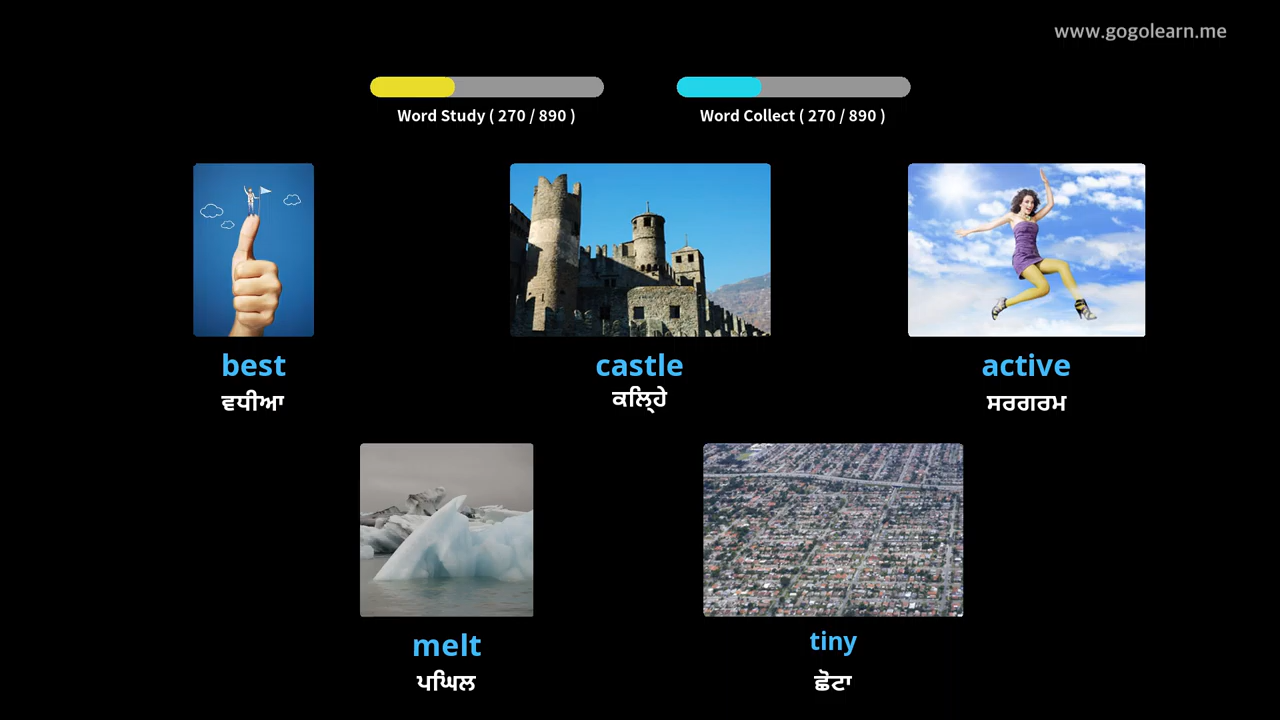 www.gogolearn.me
Word Study ( 270 / 890 )
Word Collect ( 270 / 890 )
best
castle
active
ਵਧੀਆ
ਕਲ੍ਹੇਿ
ਸਰਗਰਮ
melt
tiny
ਪਘਿਲ
ਛੋਟਾ